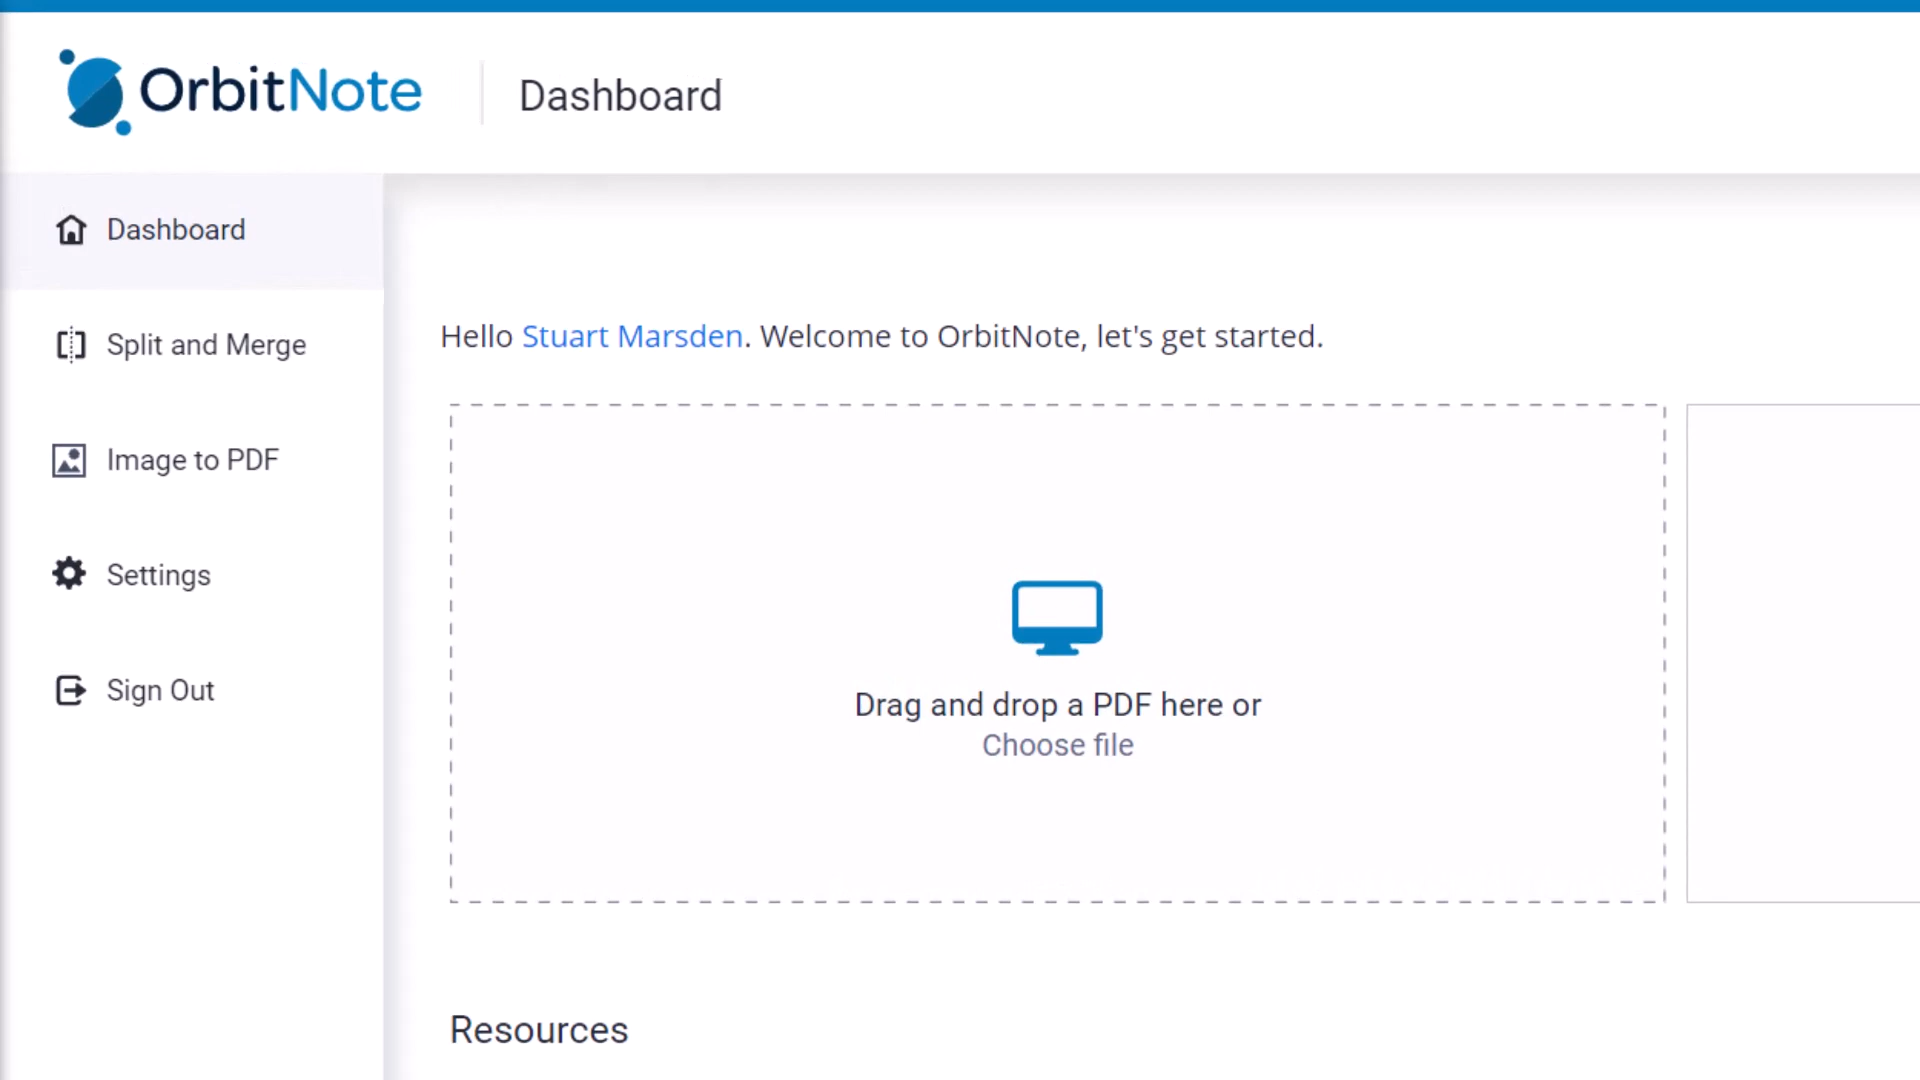 OrbitNote
Dashboard
Dashboard
Split and Merge
Image to PDF
Settings
Sign Out
Hello Stuart Marsden. Welcome to OrbitNote, let's get started.
Drag and drop a PDF here or
Choose file
Resources